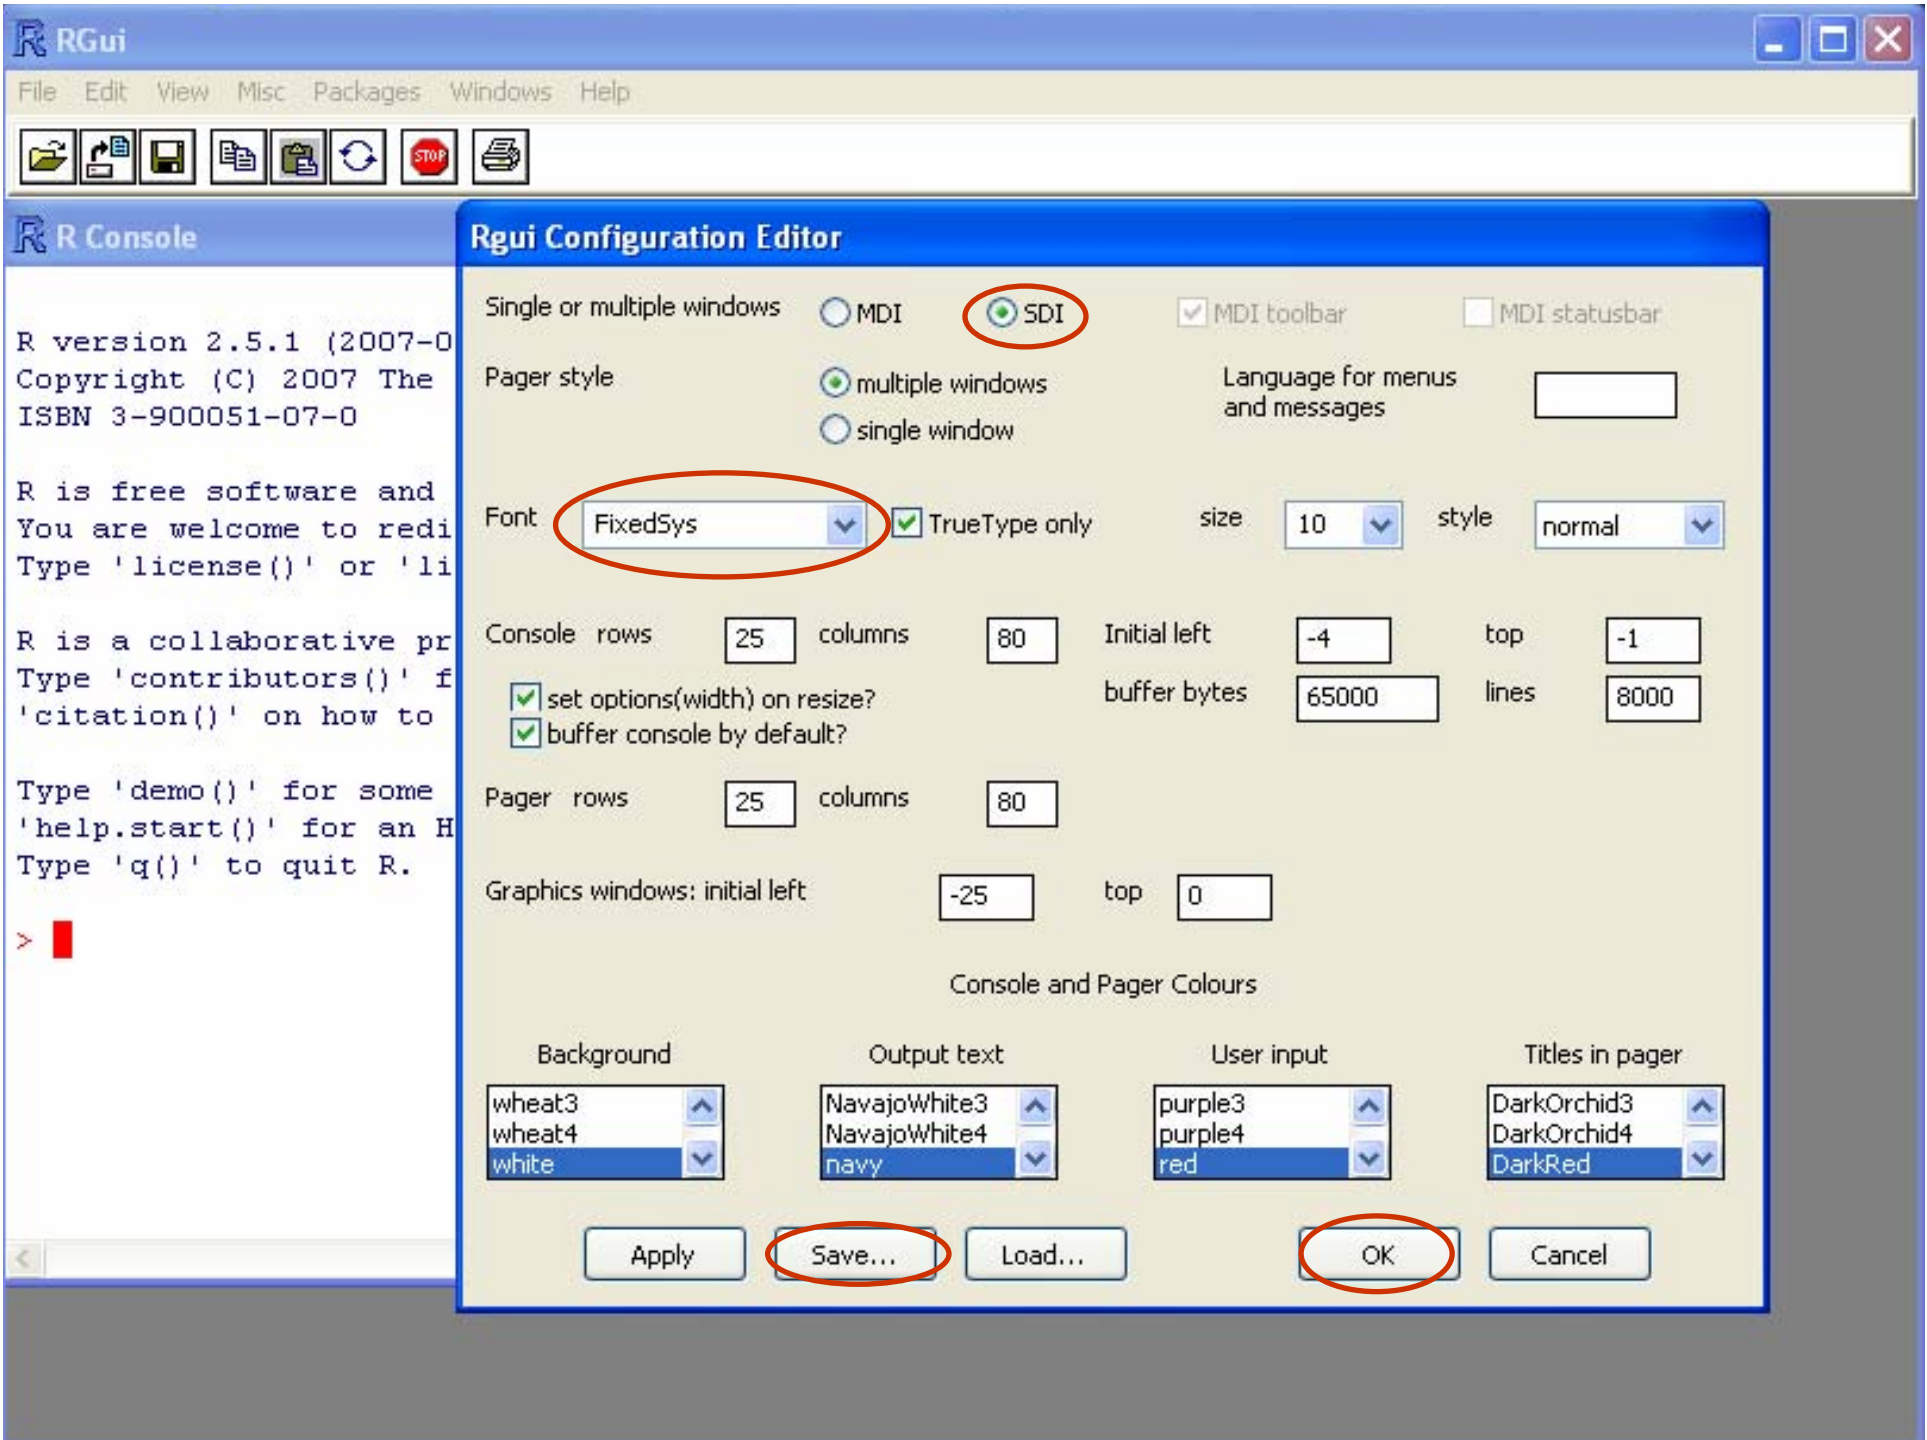 RGui
File Edit View Misc Packages Windows Help
STOP
R Console
R version 2.5.1 (2007-0
Copyright (C) 2007 The
ISBN 3-900051-07-0
R is free software and
You are welcome to redi
Type 'license()' or 'li
R is a collaborative pr
Type 'contributors()' f
'citation()' on how to
Type 'demo()' for some
'help.start()' for an H
Type 'q()' to quit R.
>
Rgui Configuration Editor
Single or multiple windows MDI SDI MDI toolbar MDI statusbar
Pager style multiple windows Language for menus
and messages
single window
Font FixedSys TrueType only size 10 style normal
Console rows 25 columns 80 Initial left -4 top -1
set options(width) on resize? buffer bytes 65000 lines 8000
buffer console by default?
Pager rows 25 columns 80
Graphics windows: initial left -25 top 0
Console and Pager Colours
Background Output text User input Titles in pager
wheat3 NavajoWhite3 purple3 DarkOrchid3
wheat4 NavajoWhite4 purple4 DarkOrchid4
white navy red DarkRed
Apply Save... Load... OK Cancel